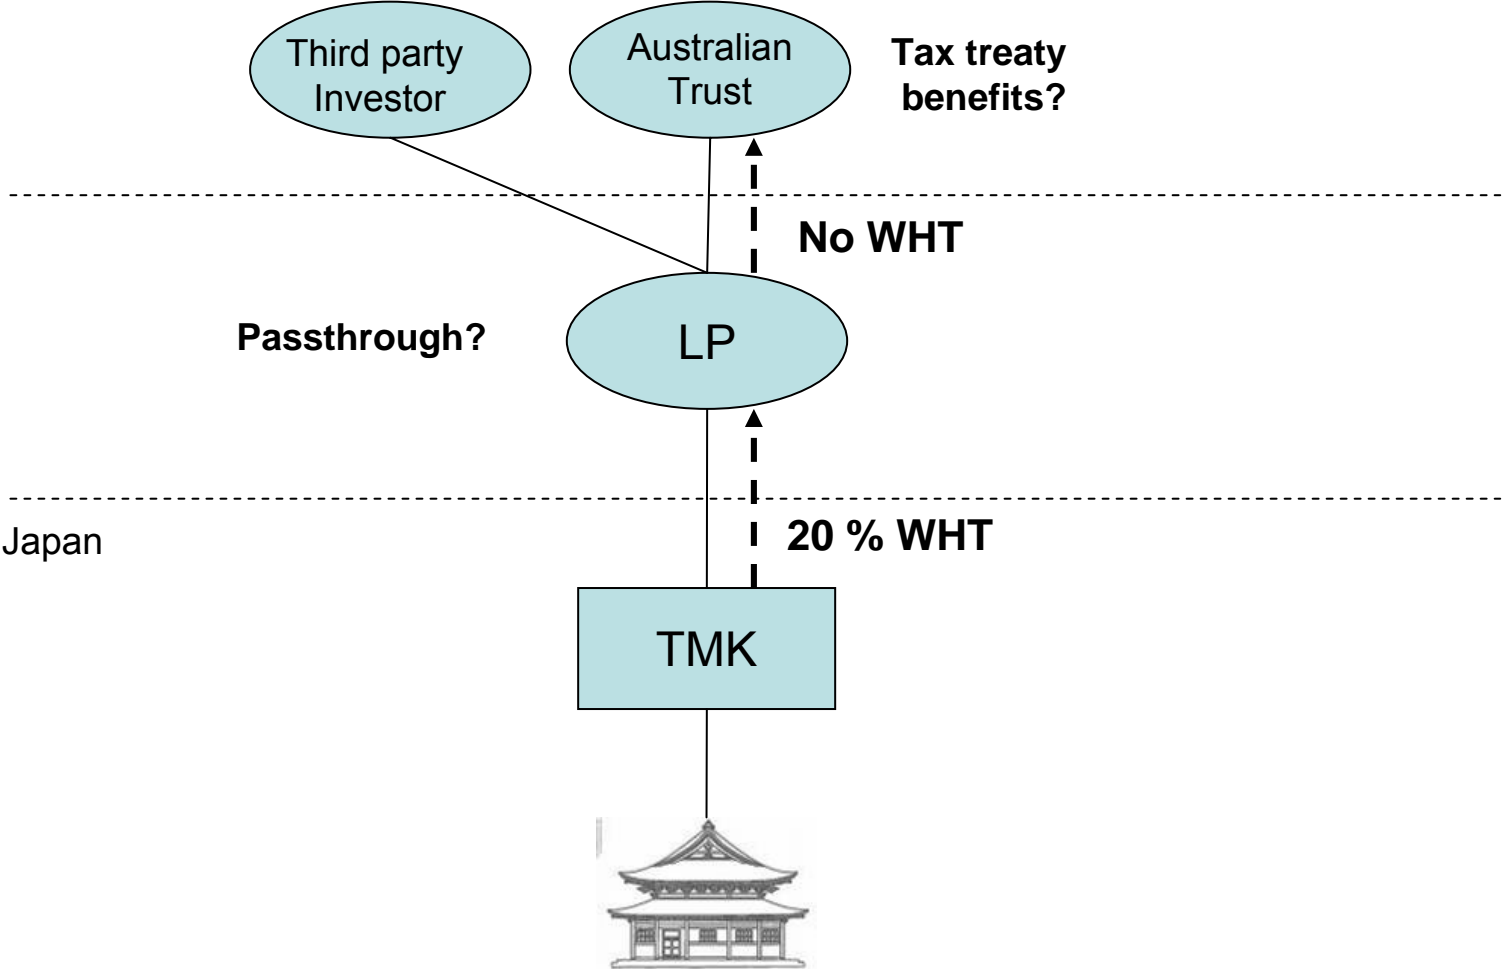 Third party
Investor
Australian
Trust
Tax treaty
benefits?
No WHT
Passthrough?
LP
Japan
20 % WHT
TMK